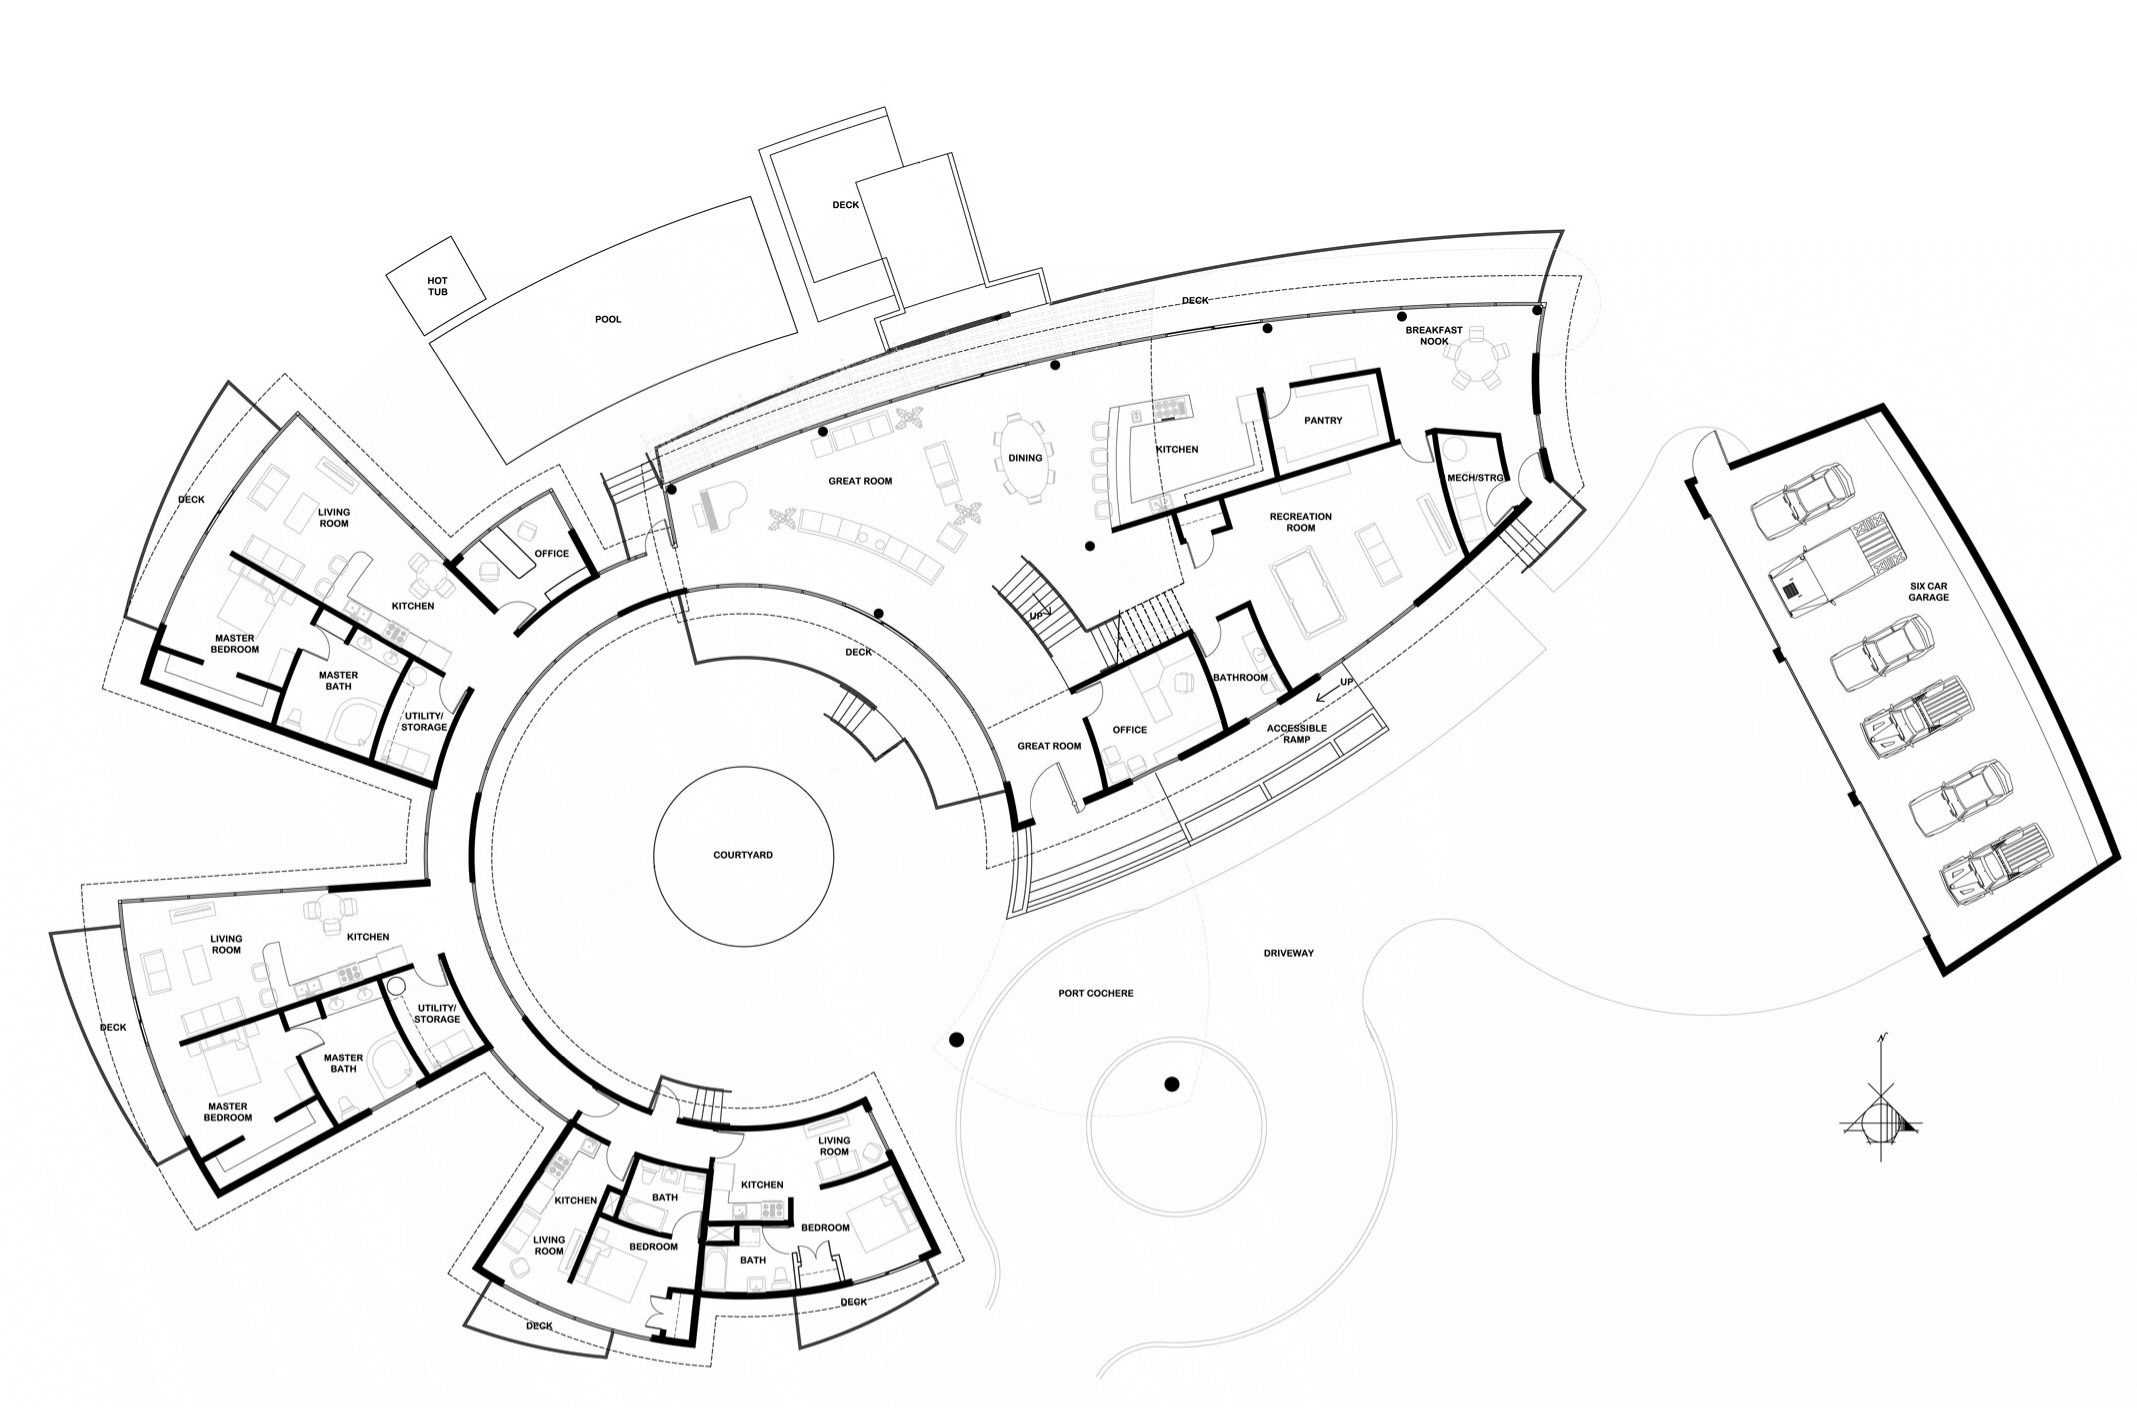 DECK
HOT
TUB
POOL
DECK
BREAKFAST
NOOK
PANTRY
KITCHEN
DINING
GREAT ROOM
MECH/STRG
DECK
LIVING
ROOM
RECREATION
ROOM
OFFICE
SIX CAR
GARAGE
KITCHEN
UP
MASTER
BEDROOM
DECK
MASTER
BATH
BATHROOM
UP
UTILITY/
STORAGE
OFFICE
ACCESSIBLE
RAMP
GREAT ROOM
COURTYARD
LIVING
ROOM
KITCHEN
DRIVEWAY
PORT COCHERE
UTILITY/
STORAGE
DECK
N
MASTER
BATH
MASTER
BEDROOM
LIVING
ROOM
KITCHEN
BATH
KITCHEN
BEDROOM
LIVING
ROOM
BEDROOM
BATH
DECK
DECK